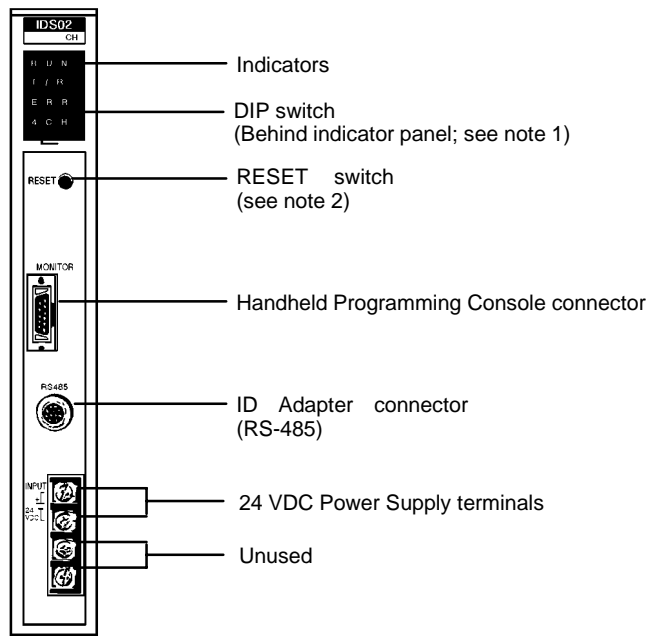 IDS02
CH
R U N
T / R
E R R
4 C H
Indicators
DIP switch
(Behind indicator panel; see note 1)
RESET
RESET switch
(see note 2)
MONITOR
Handheld Programming Console connector
RS485
ID Adapter connector
(RS-485)
INPUT
+
24
VDC
24 VDC Power Supply terminals
Unused